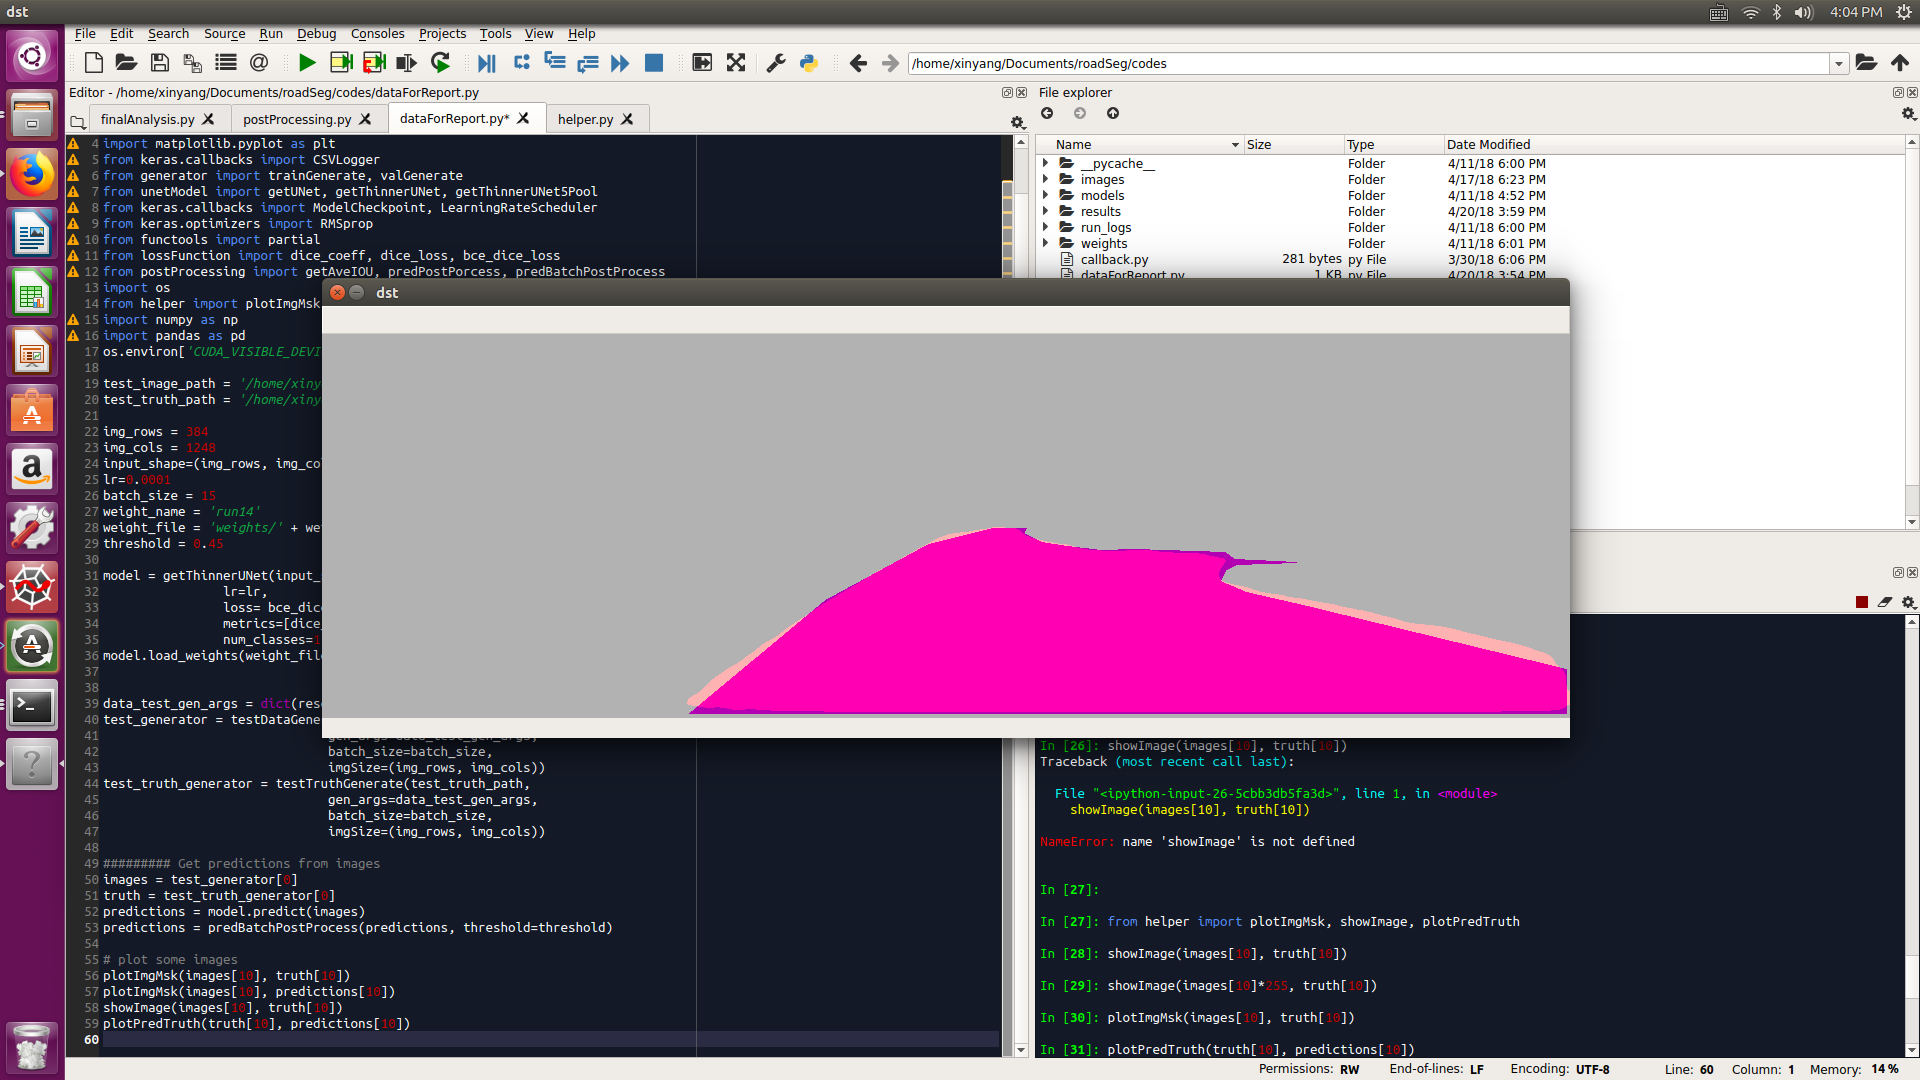 dst
4:04 PM
File Edit Search Source Run Debug Consoles Projects Tools View Help
/home/xinyang/Documents/roadSeg/codes
Editor - /home/xinyang/Documents/roadSeg/codes/dataForReport.py
finalAnalysis.py postProcessing.py dataForReport.py* helper.py
4 import matplotlib.pyplot as plt
5 from keras.callbacks import CSVLogger
6 from generator import trainGenerate, valGenerate
7 from unetModel import getUNet, getThinnerUNet, getThinnerUNet5Pool
8 from keras.callbacks import ModelCheckpoint, LearningRateScheduler
9 from keras.optimizers import RMSprop
10 from functools import partial
11 from lossFunction import dice_coeff, dice_loss, bce_dice_loss
12 from postProcessing import getAveIOU, predPostPorcess, predBatchPostProcess
13 import os
14 from helper import plotImgMsk
15 import numpy as np
16 import pandas as pd
17 os.environ['CUDA_VISIBLE_DEVI
18
19 test_image_path = '/home/xiny
20 test_truth_path = '/home/xiny
21
22 img_rows = 384
23 img_cols = 1248
24 input_shape=(img_rows, img_co
25 lr=0.0001
26 batch_size = 15
27 weight_name = 'run14'
28 weight_file = 'weights/' + we
29 threshold = 0.45
30
31 model = getThinnerUNet(input_
32 lr=lr,
33 loss= bce_dic
34 metrics=[dice_
35 num_classes=1
36 model.load_weights(weight_fil
37
38
39 data_test_gen_args = dict(res
40 test_generator = testDataGene
41 gen_args=data_test_gen_args,
42 batch_size=batch_size,
43 imgSize=(img_rows, img_cols))
44 test_truth_generator = testTruthGenerate(test_truth_path,
45 gen_args=data_test_gen_args,
46 batch_size=batch_size,
47 imgSize=(img_rows, img_cols))
48
49 ######### Get predictions from images
50 images = test_generator[0]
51 truth = test_truth_generator[0]
52 predictions = model.predict(images)
53 predictions = predBatchPostProcess(predictions, threshold=threshold)
54
55 # plot some images
56 plotImgMsk(images[10], truth[10])
57 plotImgMsk(images[10], predictions[10])
58 showImage(images[10], truth[10])
59 plotPredTruth(truth[10], predictions[10])
60
File explorer
Name Size Type Date Modified
__pycache__ Folder 4/11/18 6:00 PM
images Folder 4/17/18 6:23 PM
models Folder 4/11/18 4:52 PM
results Folder 4/20/18 3:59 PM
run_logs Folder 4/11/18 6:00 PM
weights Folder 4/11/18 6:01 PM
callback.py 281 bytes py File 3/30/18 6:06 PM
dataForReport.py 1 KB py File 4/20/18 3:54 PM
dst
In [26]: showImage(images[10], truth[10])
Traceback (most recent call last):
File "<ipython-input-26-5cbb3db5fa3d>", line 1, in <module>
showImage(images[10], truth[10])
NameError: name 'showImage' is not defined
In [27]:
In [27]: from helper import plotImgMsk, showImage, plotPredTruth
In [28]: showImage(images[10], truth[10])
In [29]: showImage(images[10]*255, truth[10])
In [30]: plotImgMsk(images[10], truth[10])
In [31]: plotPredTruth(truth[10], predictions[10])
Permissions: RW End-of-lines: LF Encoding: UTF-8 Line: 60 Column: 1 Memory: 14 %